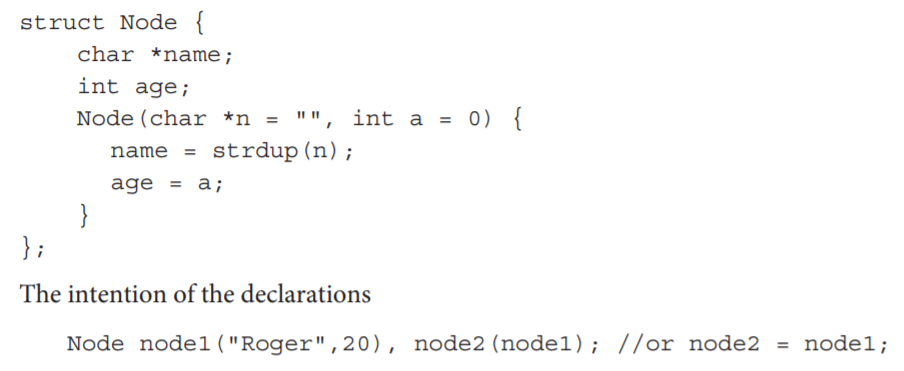 struct Node {
    char *name;
    int age;
    Node(char *n = "", int a = 0) {
      name = strdup(n);
      age = a;
    }
};
The intention of the declarations
Node node1("Roger",20), node2(node1); //or node2 = node1;